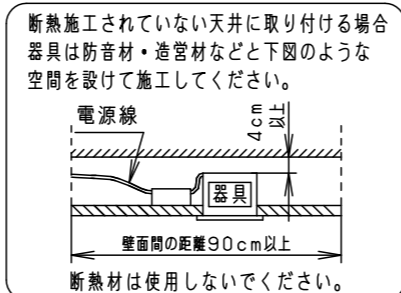 断熱施工されていない天井に取り付ける場合
器具は防音材・造営材などと下図のような
空間を設けて施工してください。
電源線
4cm
以上
器具
壁面間の距離90cm以上
断熱材は使用しないでください。